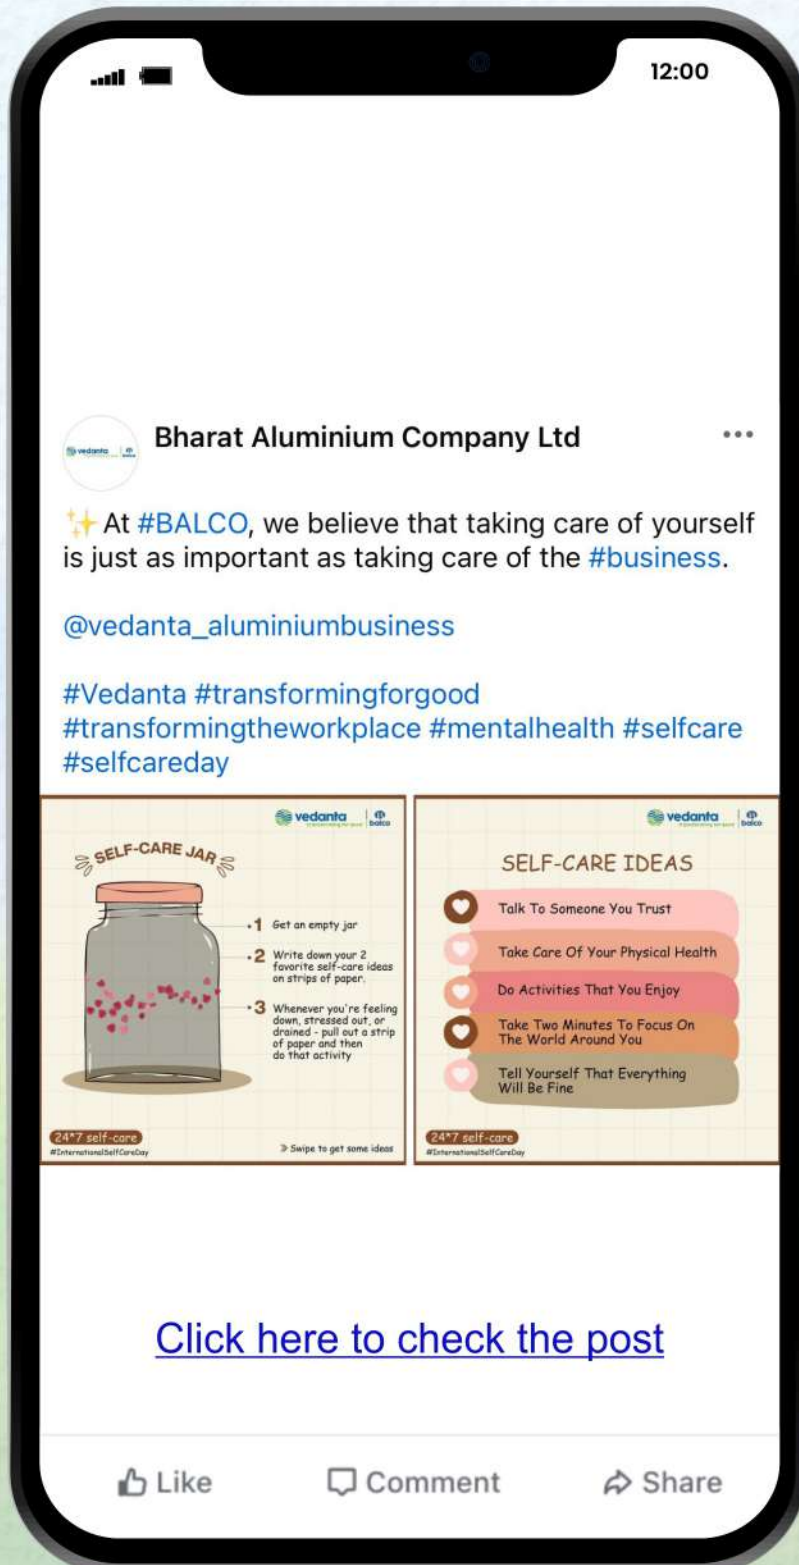 12:00
vedanta balco
Bharat Aluminium Company Ltd
✨At #BALCO, we believe that taking care of yourself
is just as important as taking care of the #business.
@vedanta_aluminiumbusiness
#Vedanta #transformingforgood
#transformingtheworkplace #mentalhealth #selfcare
#selfcareday
vedanta balco
SELF-CARE JAR
1 Get an empty jar
2 Write down your 2
favorite self-care ideas
on strips of paper.
3 Whenever you're feeling
down, stressed out, or
drained - pull out a strip
of paper and then
do that activity
24*7 self-care
#InternationalSelfCareDay
» Swipe to get some ideas
vedanta balco
SELF-CARE IDEAS
Talk To Someone You Trust
Take Care Of Your Physical Health
Do Activities That You Enjoy
Take Two Minutes To Focus On
The World Around You
Tell Yourself That Everything
Will Be Fine
24*7 self-care
#InternationalSelfCareDay
Click here to check the post
Like
Comment
Share